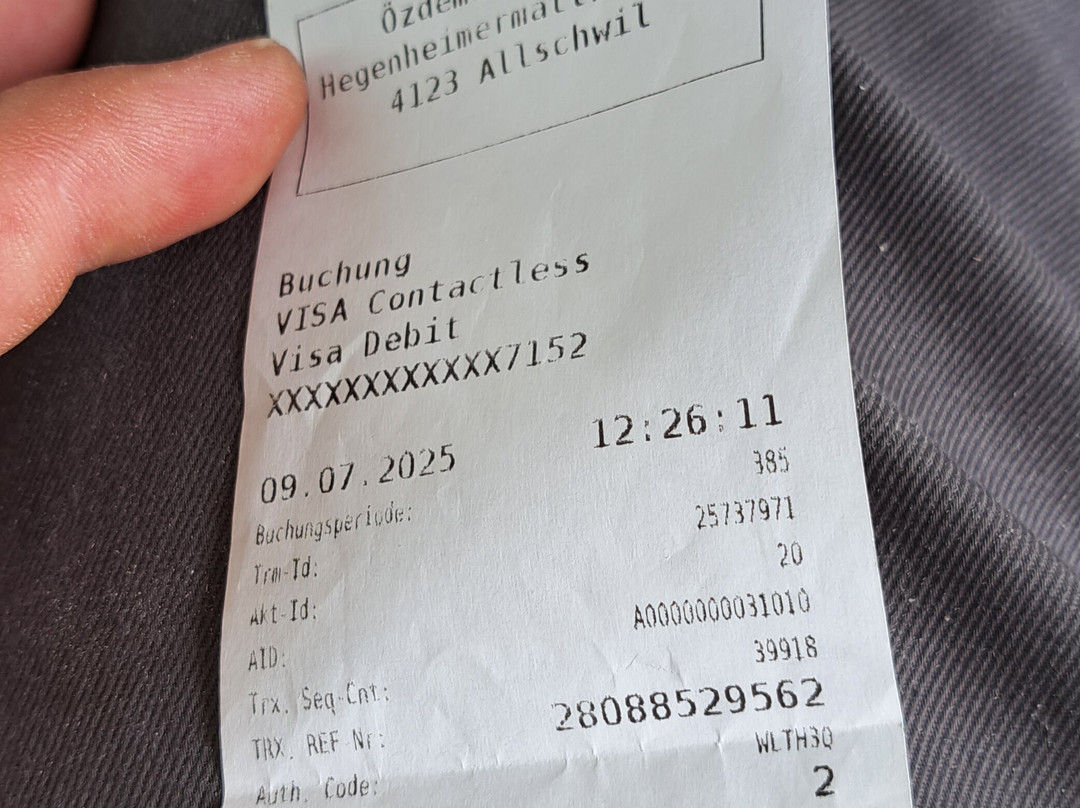 Özdem
Hegenheimermatt
4123 Allschwil
Buchung
VISA Contactless
Visa Debit
XXXXXXXXXXXX7152
09.07.2025 12:26:11
Buchungsperiode: 385
Trm-Id: 25737971
Akt-Id: 20
AID: A0000000031010
Trx. Seq-Cnt: 39918
TRX. REF-Nr: 28088529562
Auth. Code: WLTH3Q
2